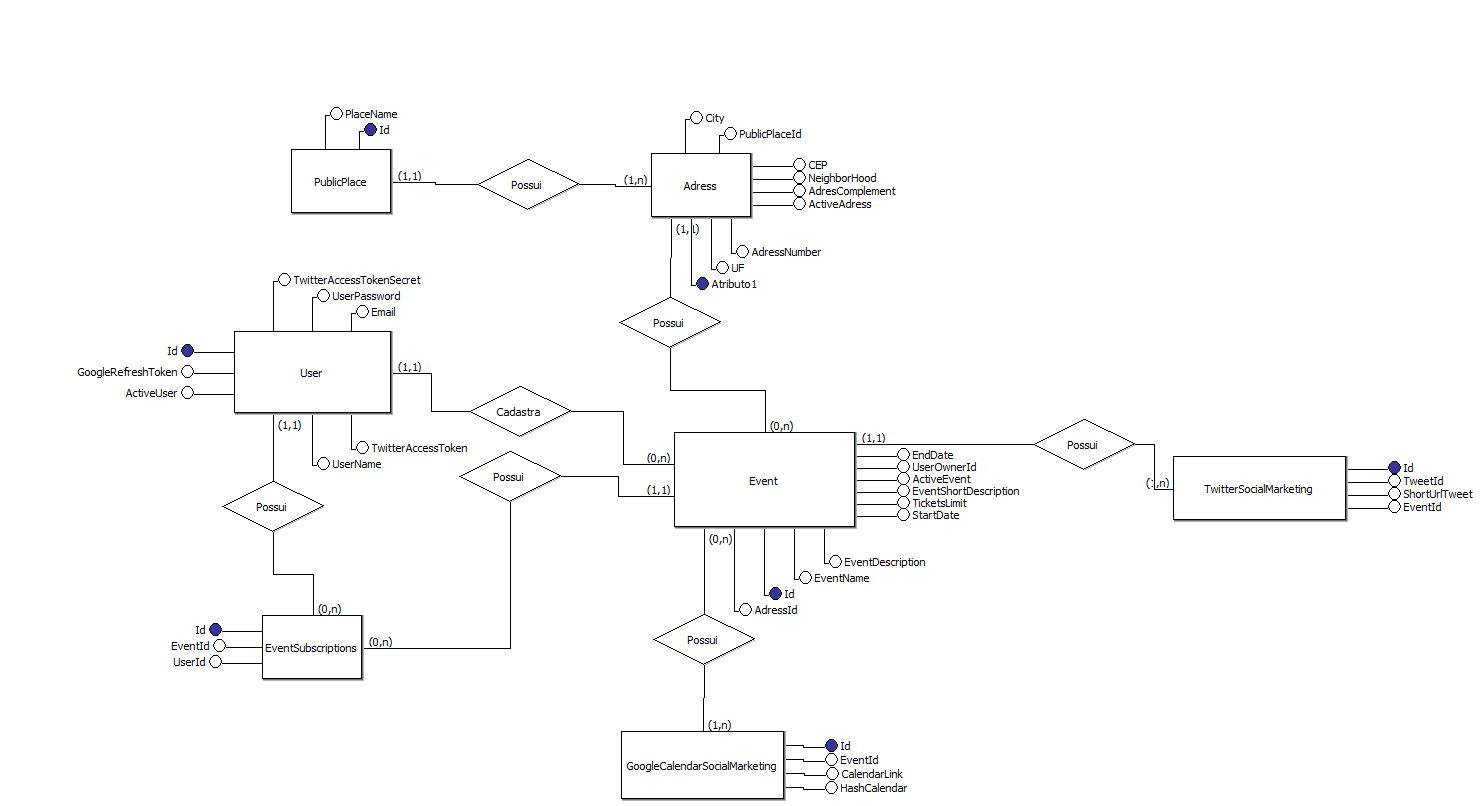 PlaceName
Id
PublicPlace
(1,1)
Possui
(1,n)
City
PublicPlaceId
Adress
CEP
NeighborHood
AdresComplement
ActiveAdress
(1,1)
AdressNumber
UF
Atributo1
Possui
TwitterAccessTokenSecret
UserPassword
Email
Id
GoogleRefreshToken
ActiveUser
User
(1,1)
(1,1)
TwitterAccessToken
UserName
Cadastra
(0,n)
(0,n)
Possui
(1,1)
Event
(1,1)
EndDate
UserOwnerId
ActiveEvent
EventShortDescription
TicketsLimit
StartDate
Possui
(1,n)
TwitterSocialMarketing
Id
TweetId
ShortUrlTweet
EventId
Possui
(0,n)
EventDescription
EventName
Id
AdressId
(0,n)
Id
EventId
UserId
EventSubscriptions
(0,n)
Possui
(1,n)
GoogleCalendarSocialMarketing
Id
EventId
CalendarLink
HashCalendar